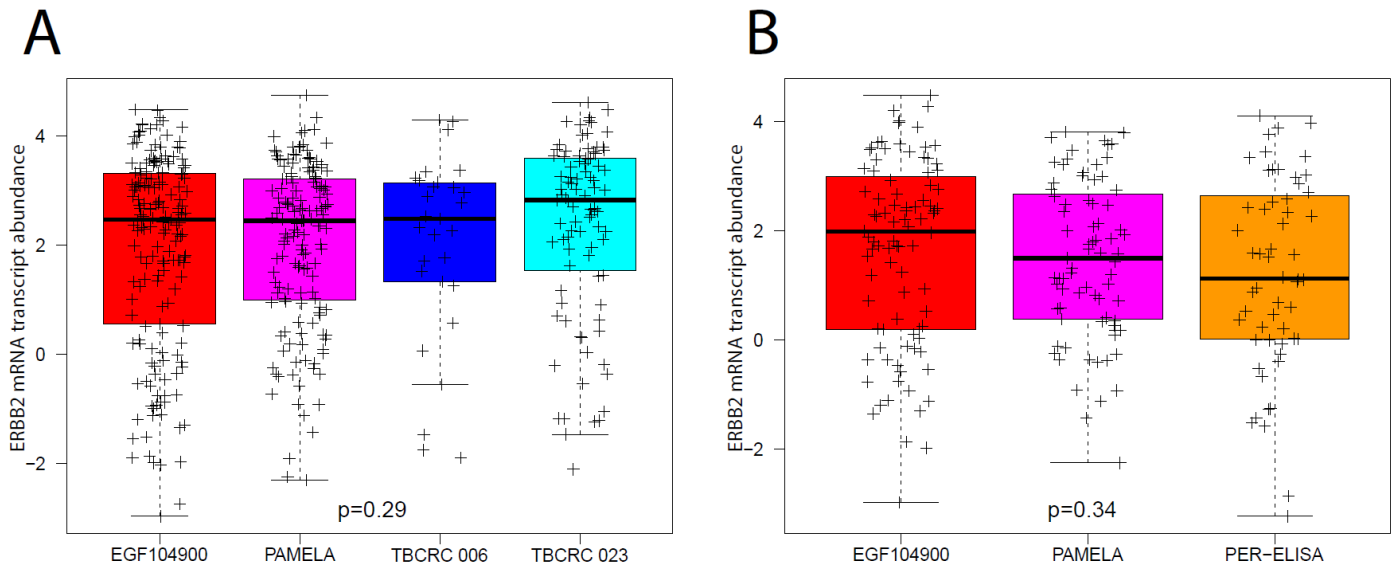 A
ERBB2 mRNA transcript abundance
4
2
0
−2
p=0.29
EGF104900 PAMELA TBCRC 006 TBCRC 023
B
ERBB2 mRNA transcript abundance
4
2
0
−2
p=0.34
EGF104900 PAMELA PER−ELISA